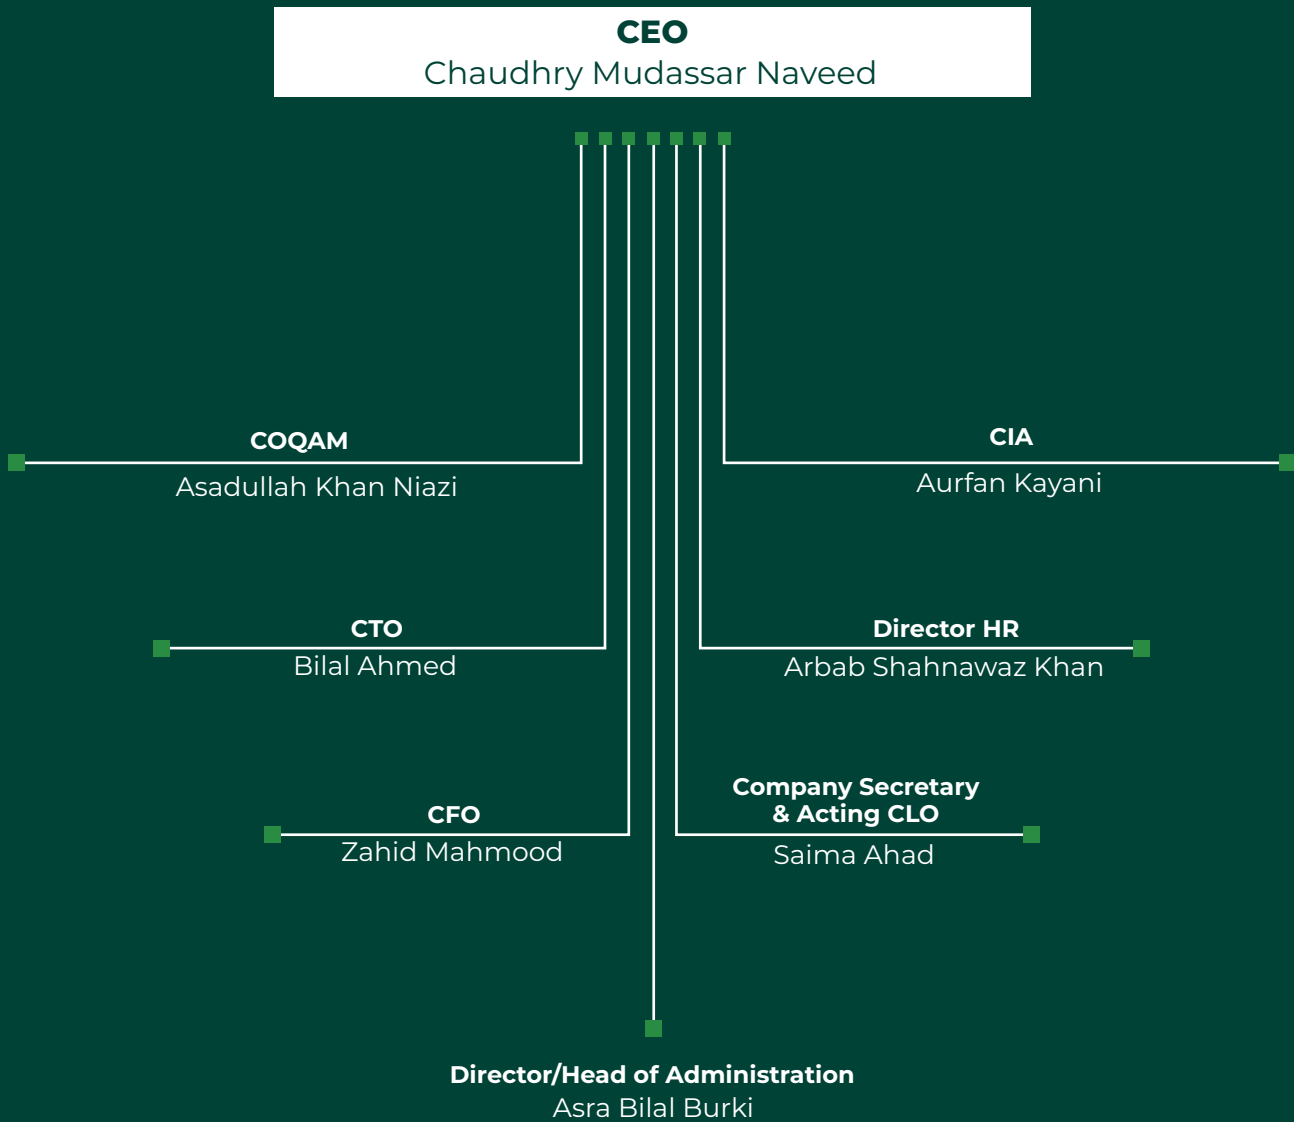 CEO
Chaudhry Mudassar Naveed
COQAM
Asadullah Khan Niazi
CIA
Aurfan Kayani
CTO
Bilal Ahmed
Director HR
Arbab Shahnawaz Khan
CFO
Zahid Mahmood
Company Secretary
& Acting CLO
Saima Ahad
Director/Head of Administration
Asra Bilal Burki